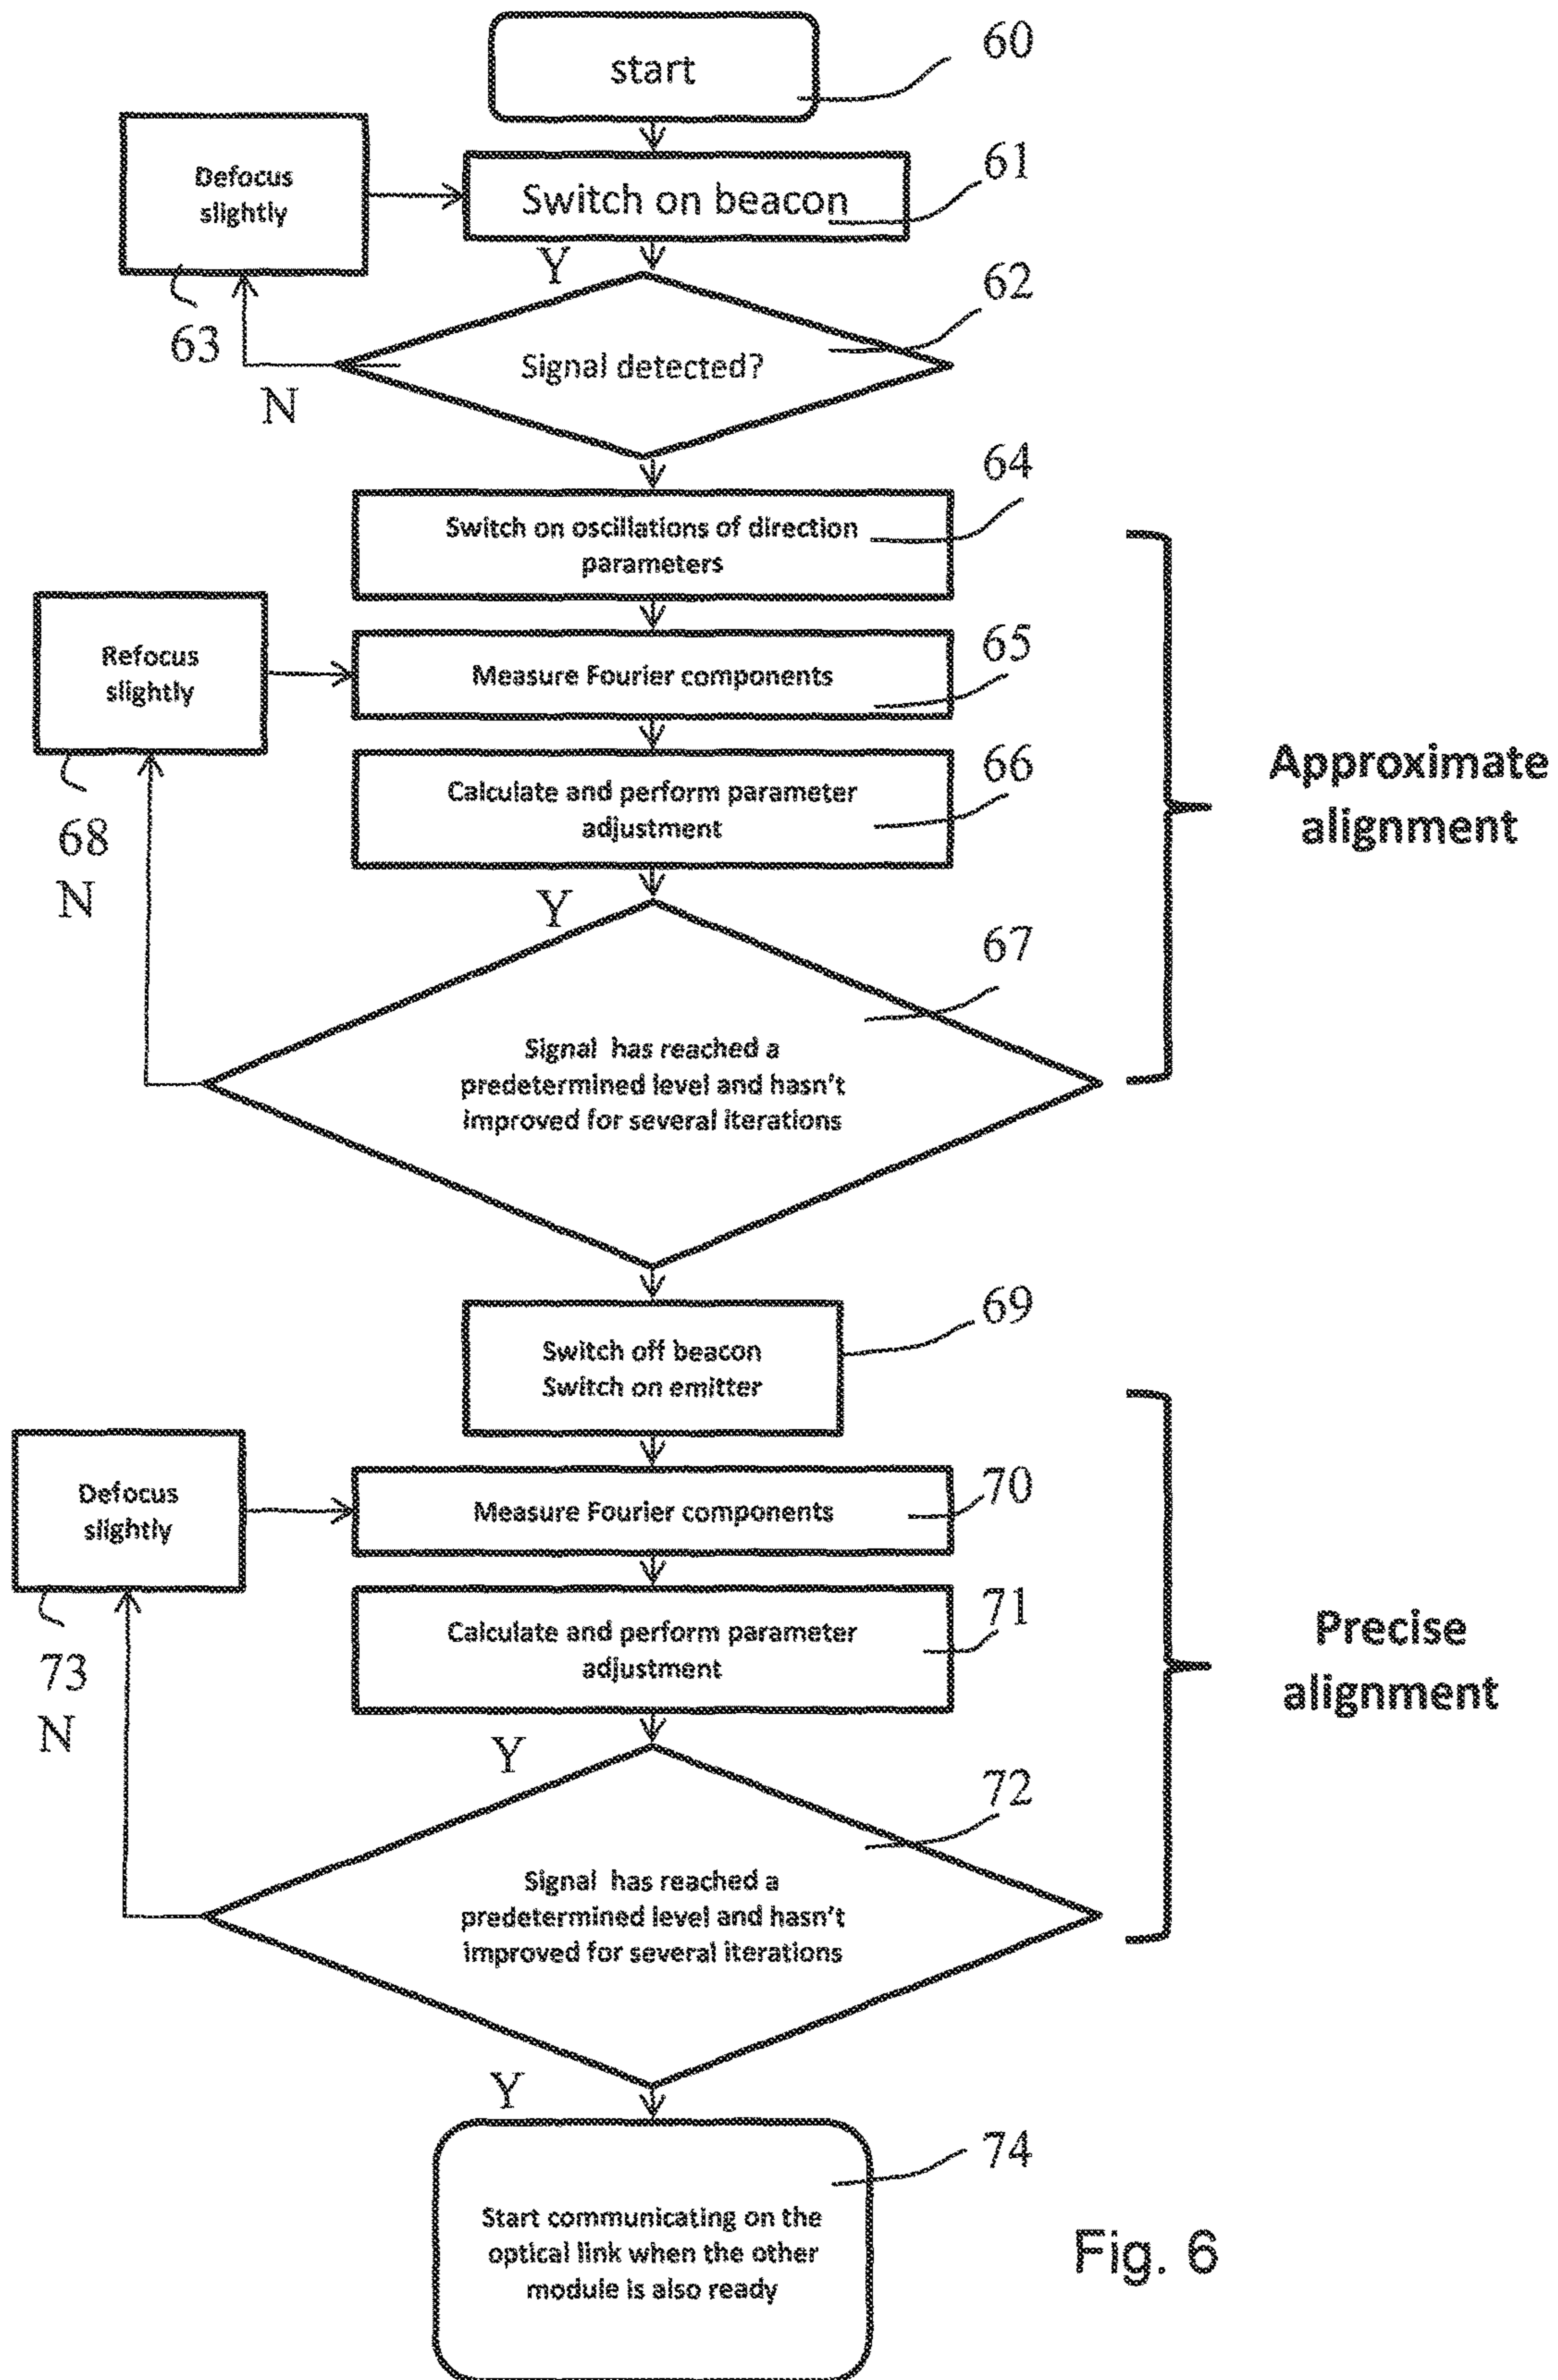 start
60
Defocus
slightly
63
Switch on beacon
61
Y
Signal detected?
62
N
Switch on oscillations of direction
parameters
64
Refocus
slightly
68
N
Measure Fourier components
65
Calculate and perform parameter
adjustment
66
Approximate
alignment
Y
67
Signal has reached a
predetermined level and hasn't
improved for several iterations
Switch off beacon
Switch on emitter
69
Defocus
slightly
73
N
Measure Fourier components
70
Calculate and perform parameter
adjustment
71
Precise
alignment
Y
72
Signal has reached a
predetermined level and hasn't
improved for several iterations
Y
Start communicating on the
optical link when the other
module is also ready
74
Fig. 6